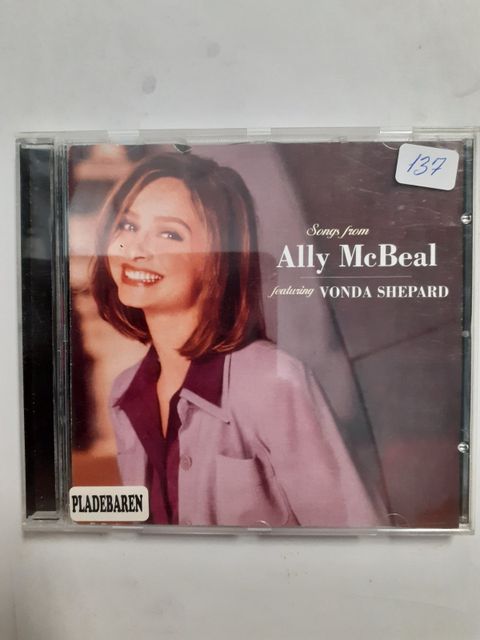 137
Songs from
Ally McBeal
featuring VONDA SHEPARD
PLADEBAREN